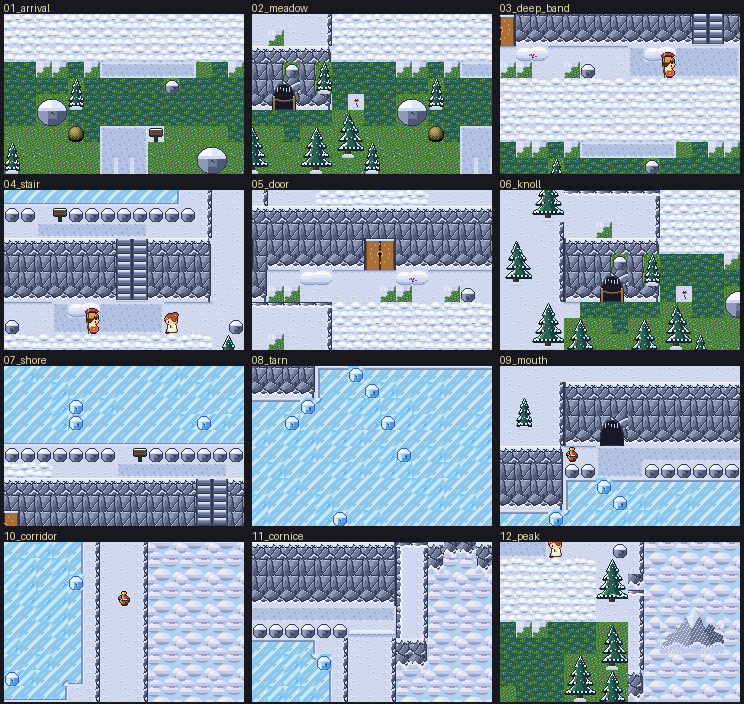 01_arrival
02_meadow
03_deep_band
04_stair
05_door
06_knoll
07_shore
08_tarn
09_mouth
10_corridor
11_cornice
12_peak